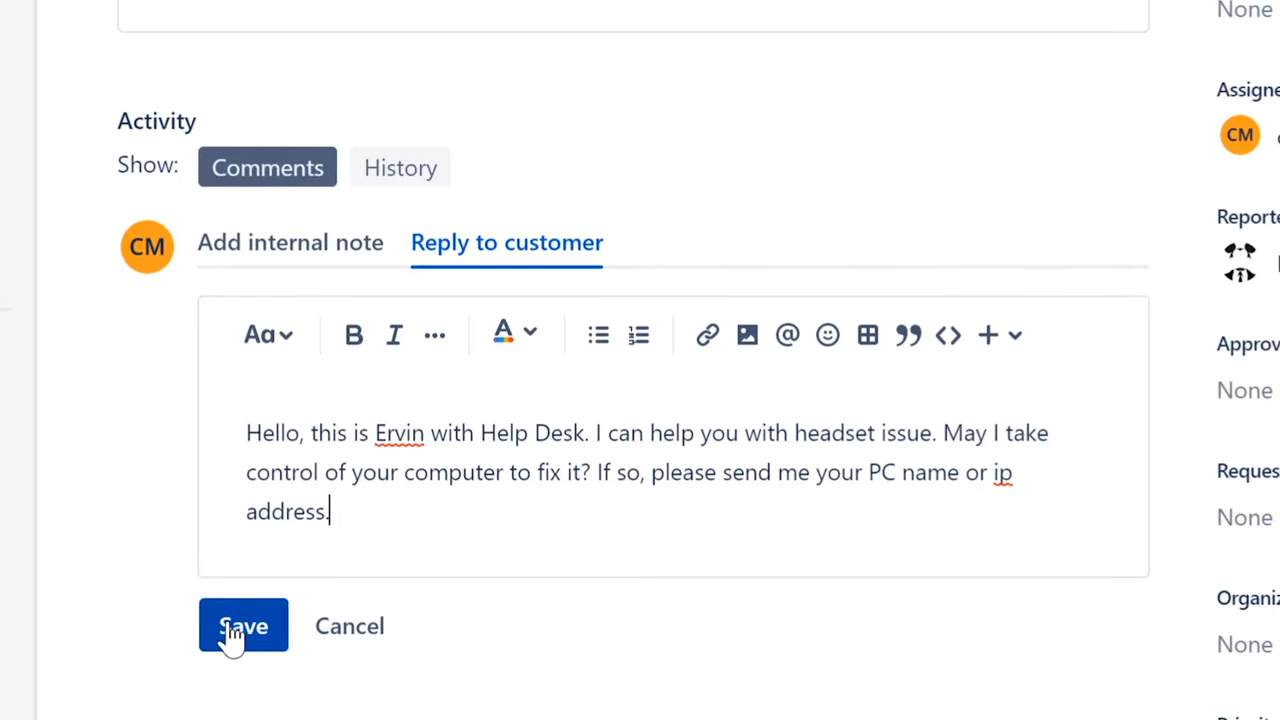 None
Activity
Assigne
Show: Comments History
CM
CM Add internal note Reply to customer
Reporte
Aa B I ... A @
Approv
None
Hello, this is Ervin with Help Desk. I can help you with headset issue. May I take
control of your computer to fix it? If so, please send me your PC name or ip
address.
Reques
None
Organiz
None
Save Cancel